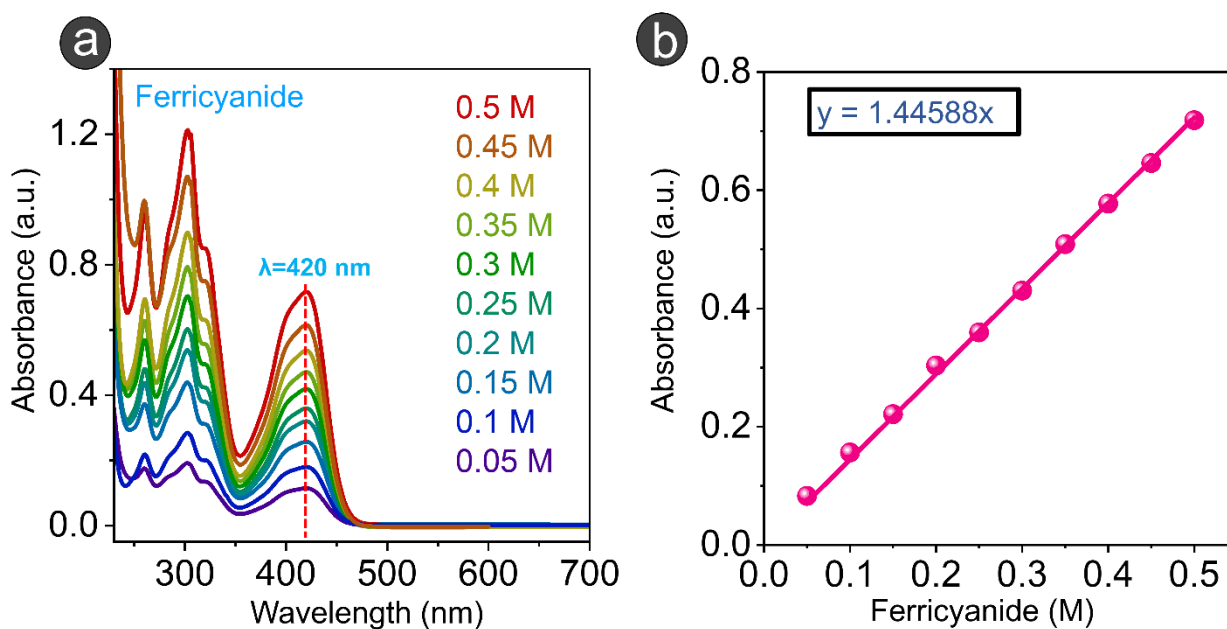 a
Ferricyanide
0.5 M
0.45 M
0.4 M
0.35 M
0.3 M
0.25 M
0.2 M
0.15 M
0.1 M
0.05 M
λ=420 nm
1.2
0.8
0.4
0.0
Absorbance (a.u.)
300 400 500 600 700
Wavelength (nm)
b
y = 1.44588x
0.8
0.6
0.4
0.2
0.0
Absorbance (a.u.)
0.0 0.1 0.2 0.3 0.4 0.5
Ferricyanide (M)